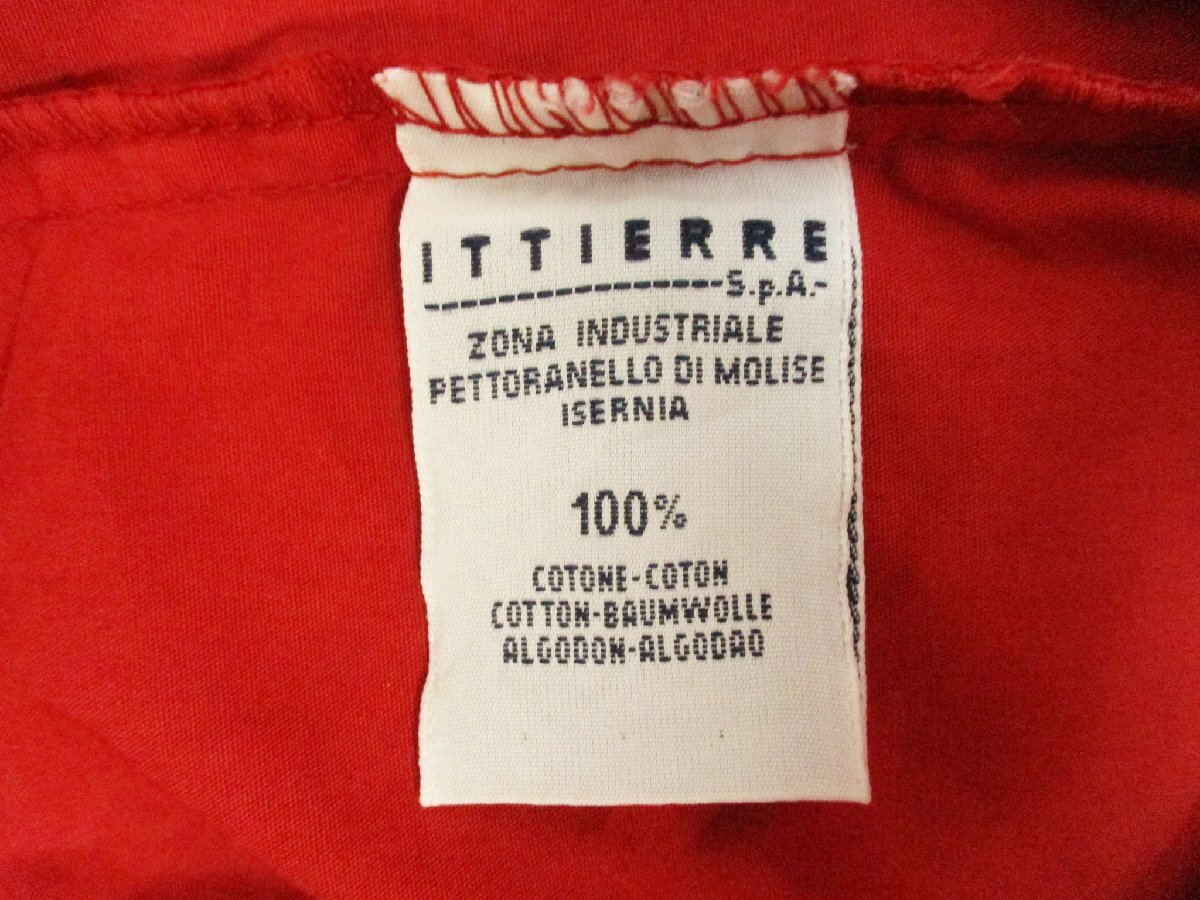 ITTIERRE
----------------S.p.A.-
ZONA INDUSTRIALE
PETTORANELLO DI MOLISE
ISERNIA
100%
COTONE-COTON
COTTON-BAUMWOLLE
ALGODON-ALGODAO